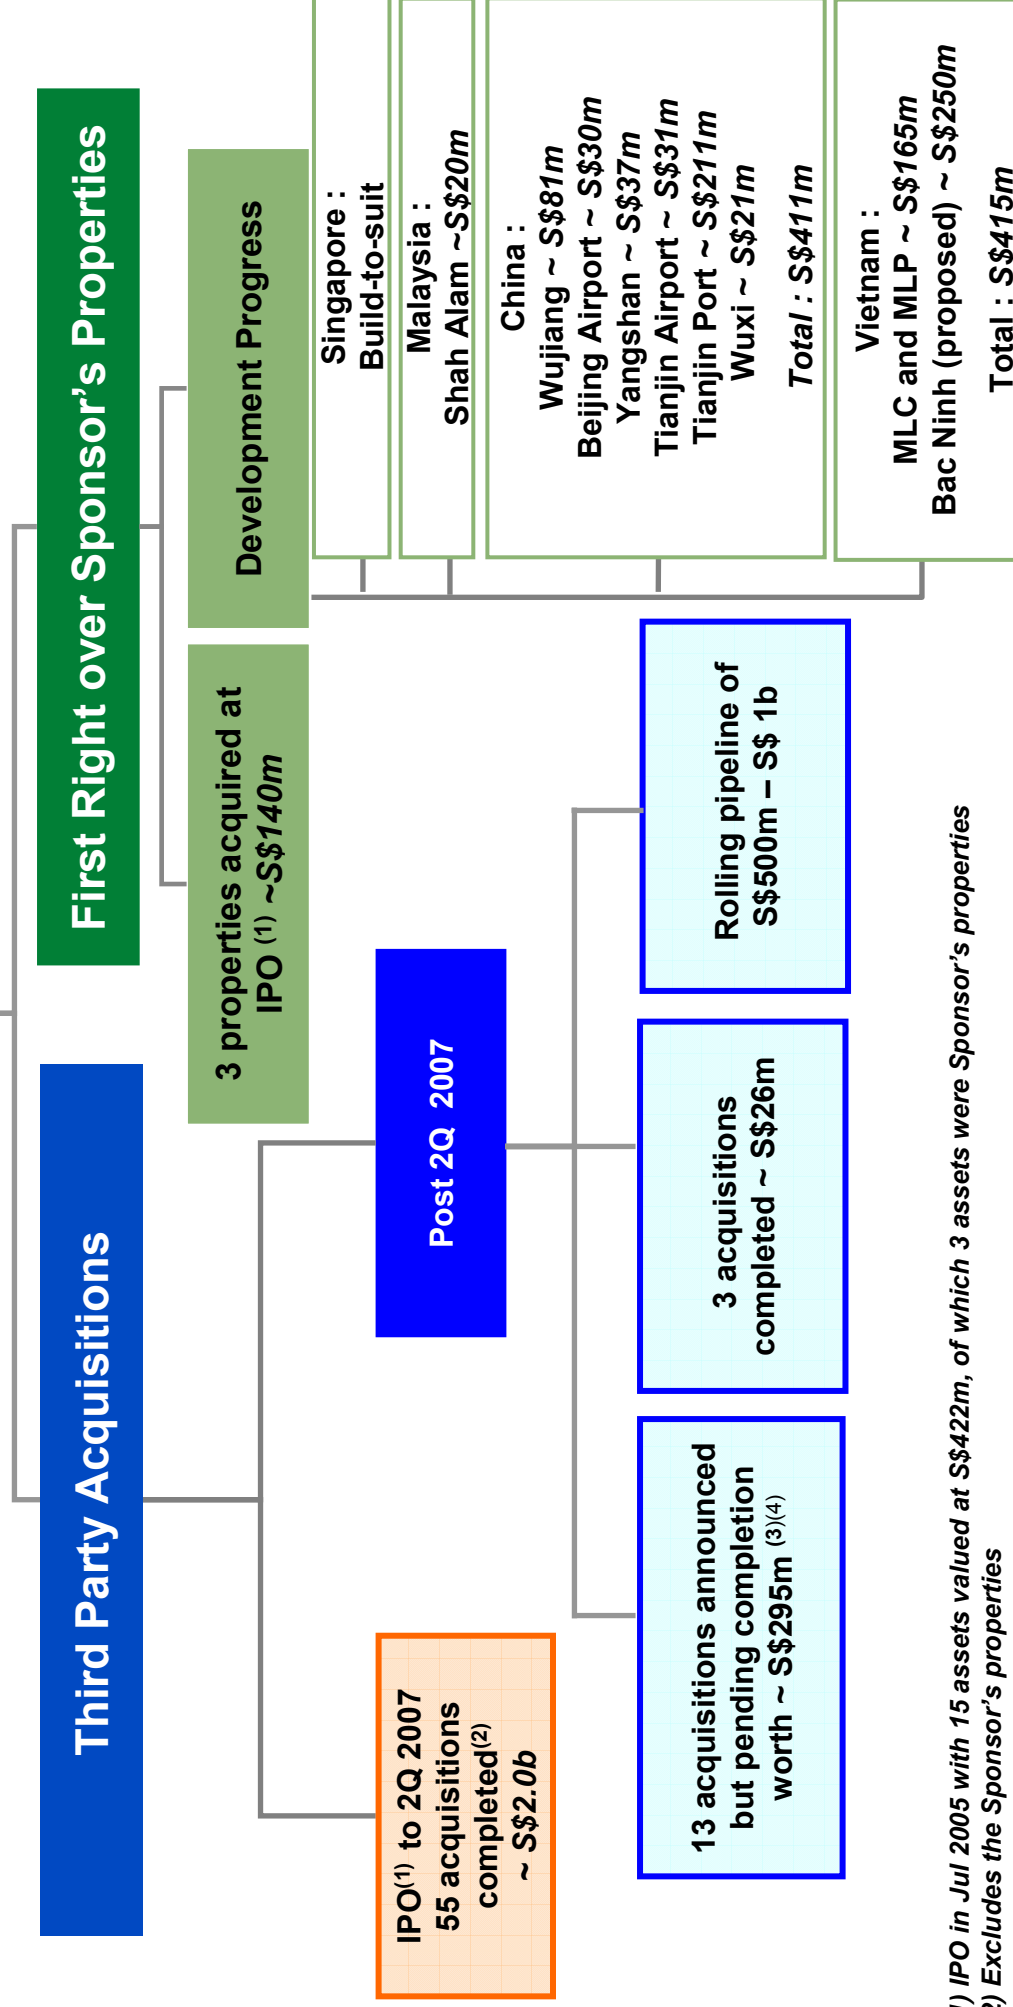 Third Party Acquisitions
First Right over Sponsor’s Properties
3 properties acquired at
IPO (1) ~S$140m
Development Progress
Singapore :
Build-to-suit
Malaysia :
Shah Alam ~S$20m
China :
Wujiang ~ S$81m
Beijing Airport ~ S$30m
Yangshan ~ S$37m
Tianjin Airport ~ S$31m
Tianjin Port ~ S$211m
Wuxi ~ S$21m
Total : S$411m
Vietnam :
MLC and MLP ~ S$165m
Bac Ninh (proposed) ~ S$250m
Total : S$415m
IPO(1) to 2Q 2007
55 acquisitions
completed(2)
~ S$2.0b
Post 2Q 2007
13 acquisitions announced
but pending completion
worth ~ S$295m (3)(4)
3 acquisitions
completed ~ S$26m
Rolling pipeline of
S$500m – S$ 1b
1) IPO in Jul 2005 with 15 assets valued at S$422m, of which 3 assets were Sponsor’s properties
2) Excludes the Sponsor’s properties